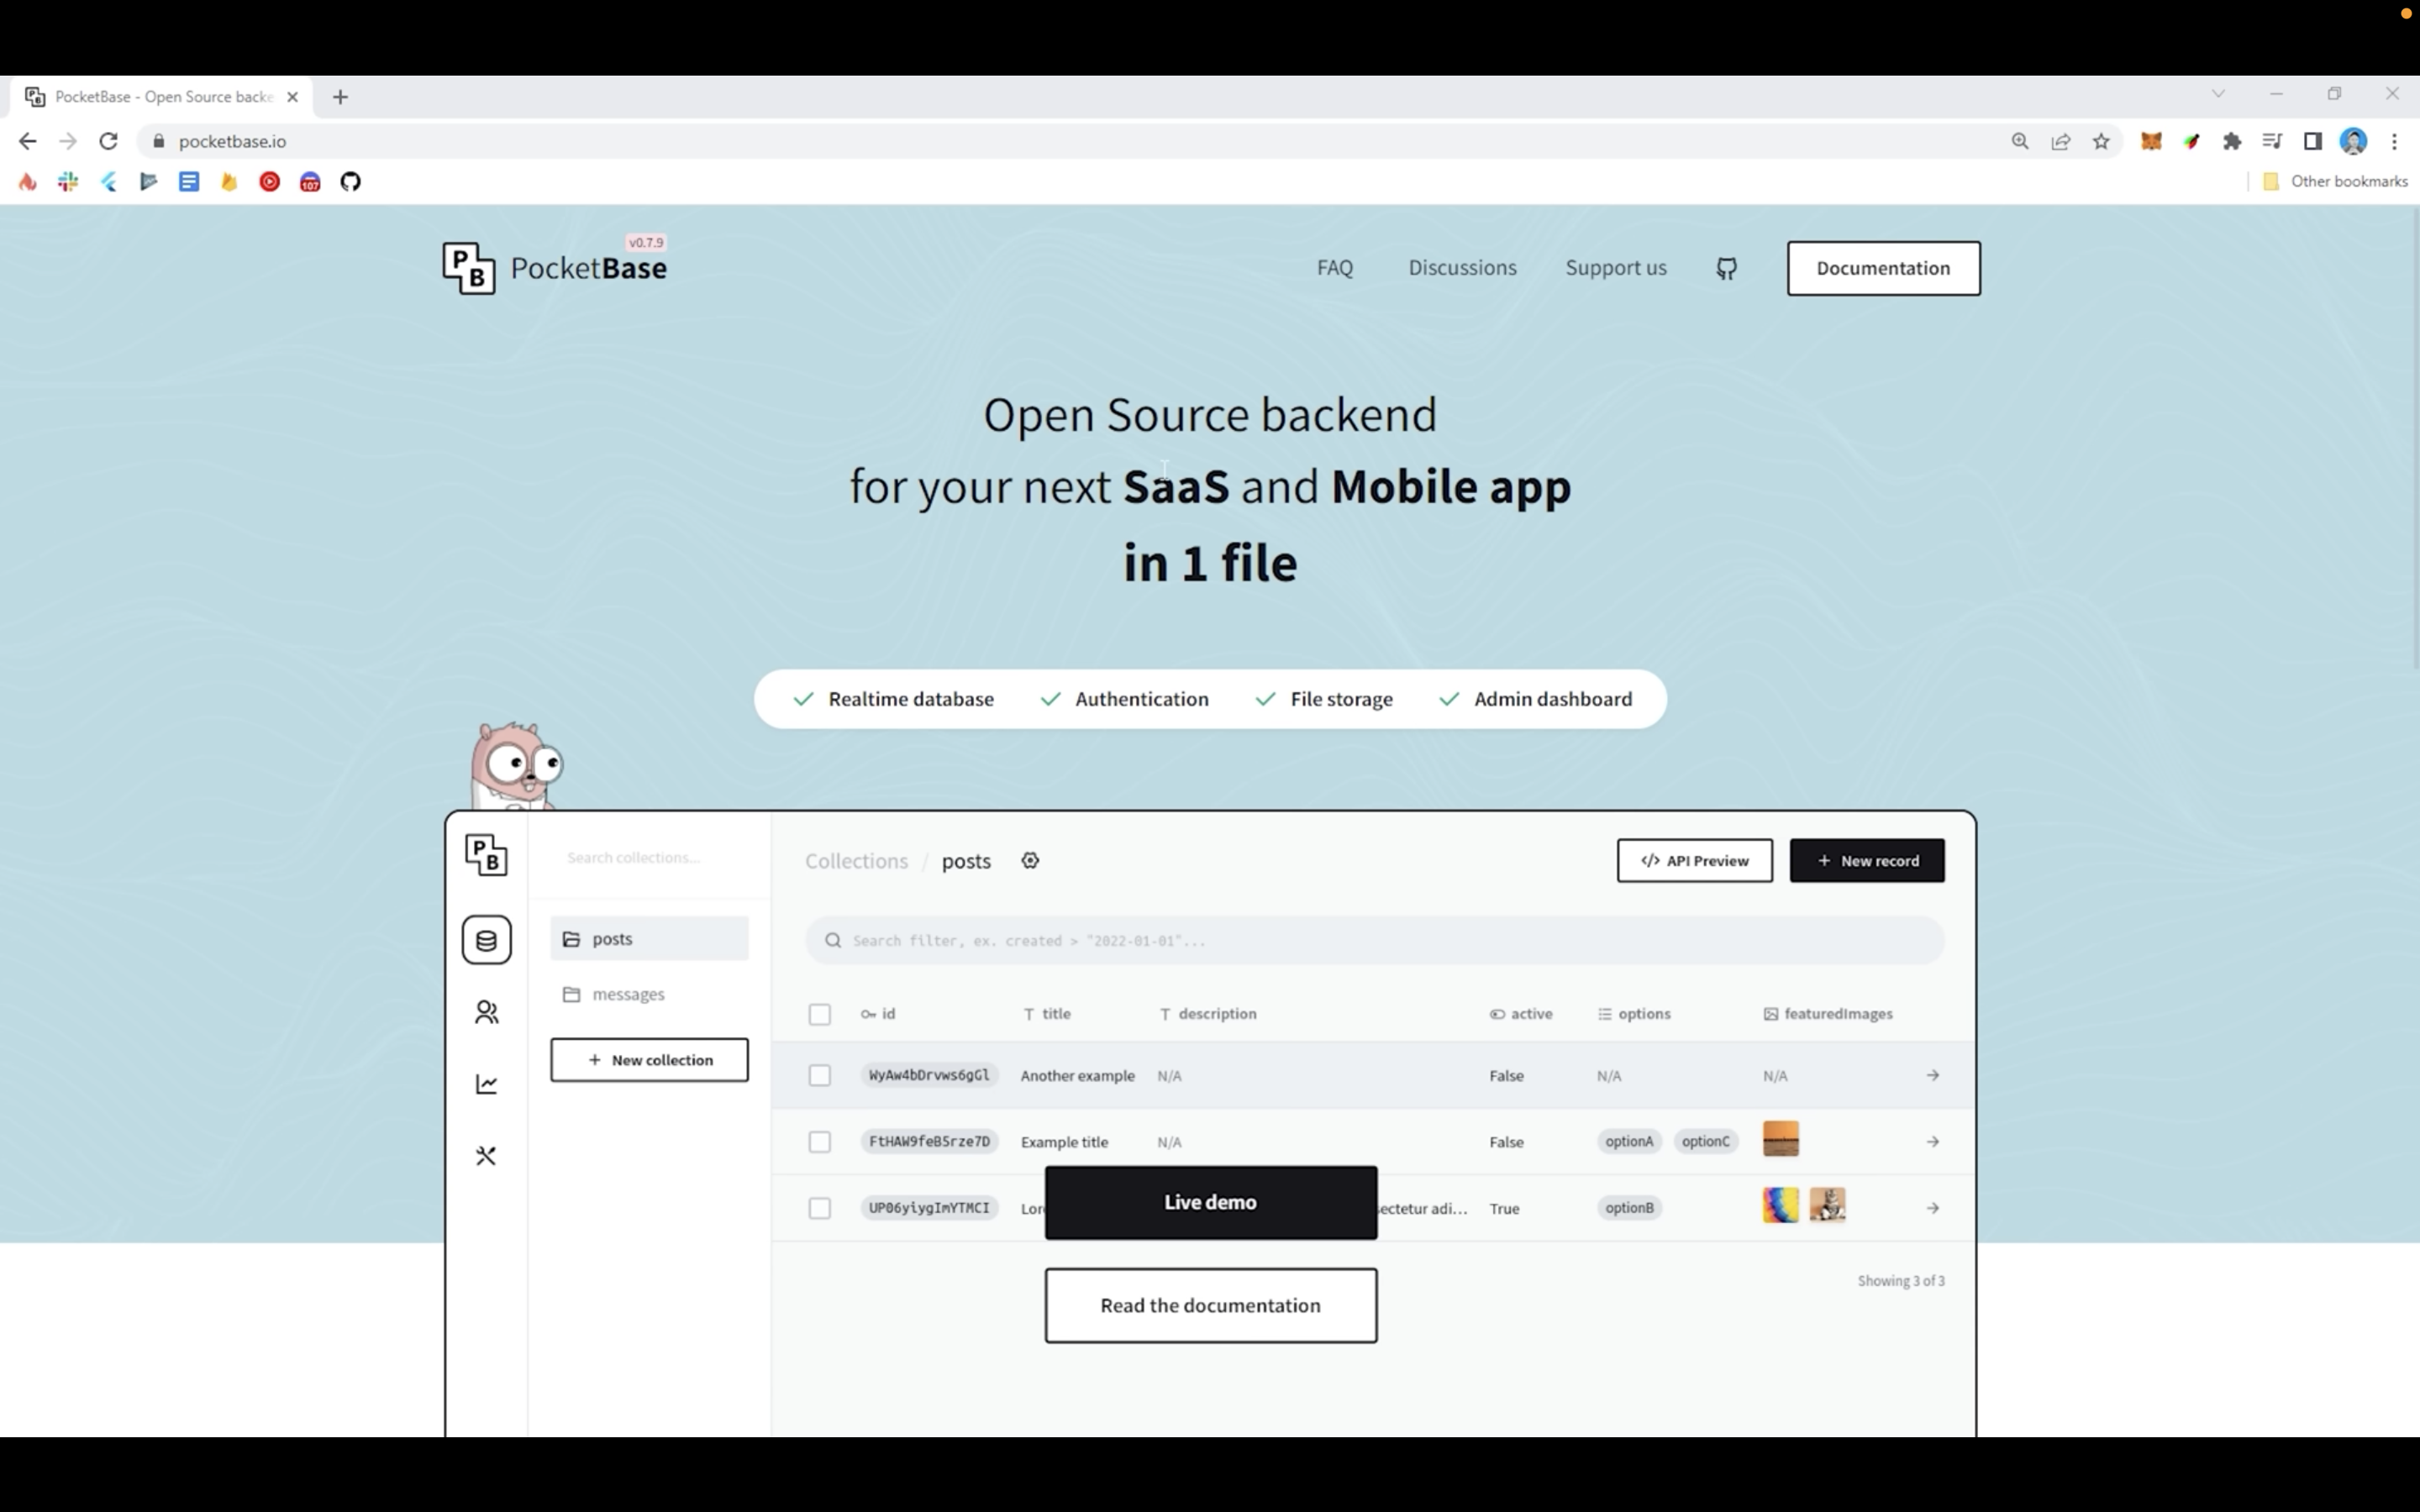 PocketBase - Open Source backe
pocketbase.io
107
Other bookmarks
PB
PocketBase
v0.7.9
FAQ
Discussions
Support us
Documentation
Open Source backend
for your next SaaS and Mobile app
in 1 file
Realtime database
Authentication
File storage
Admin dashboard
PB
Search collections...
Collections / posts
</> API Preview
+ New record
posts
Search filter, ex. created > "2022-01-01"...
messages
+ New collection
id
title
description
active
options
featuredImages
WyAw4bDrvws6gGl Another example N/A False N/A N/A
FtHAW9feB5rze7D Example title N/A False optionA optionC
UP06yiygImYTMCI Lor sectetur adi... True optionB
Live demo
Showing 3 of 3
Read the documentation